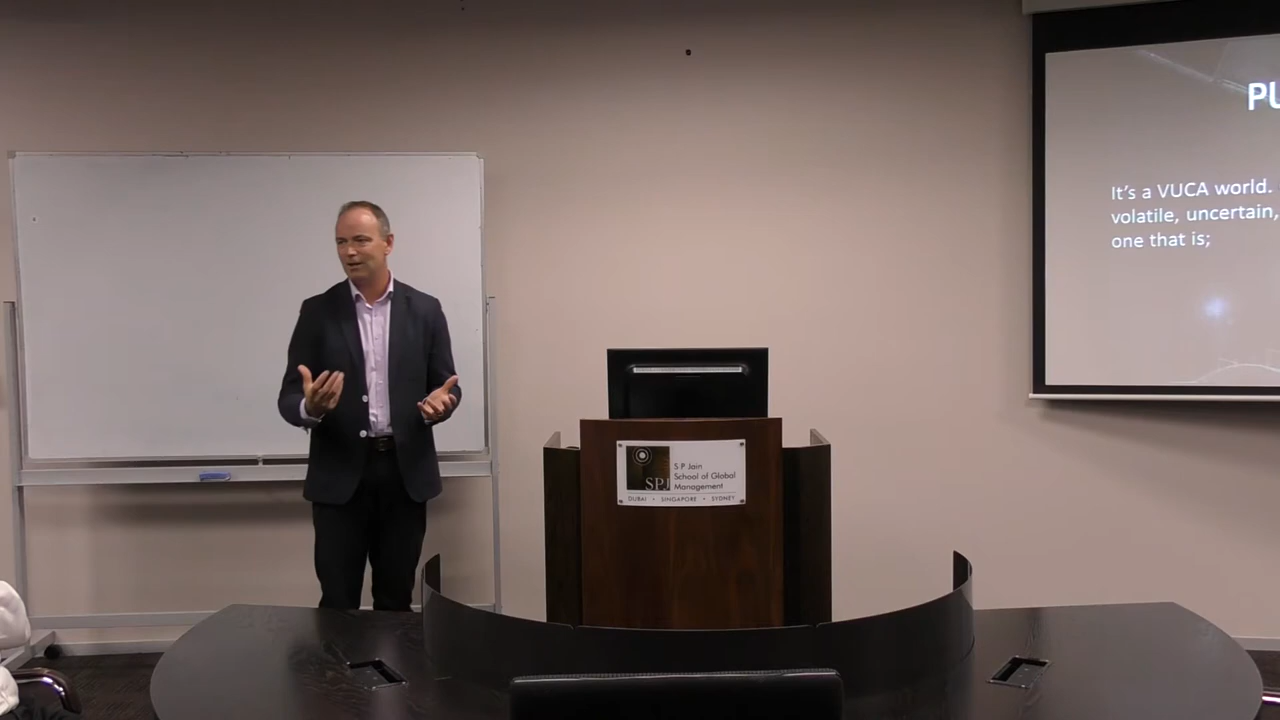 PU
It's a VUCA world.
volatile, uncertain,
one that is;
SPJ
S P Jain
School of Global
Management
DUBAI • SINGAPORE • SYDNEY